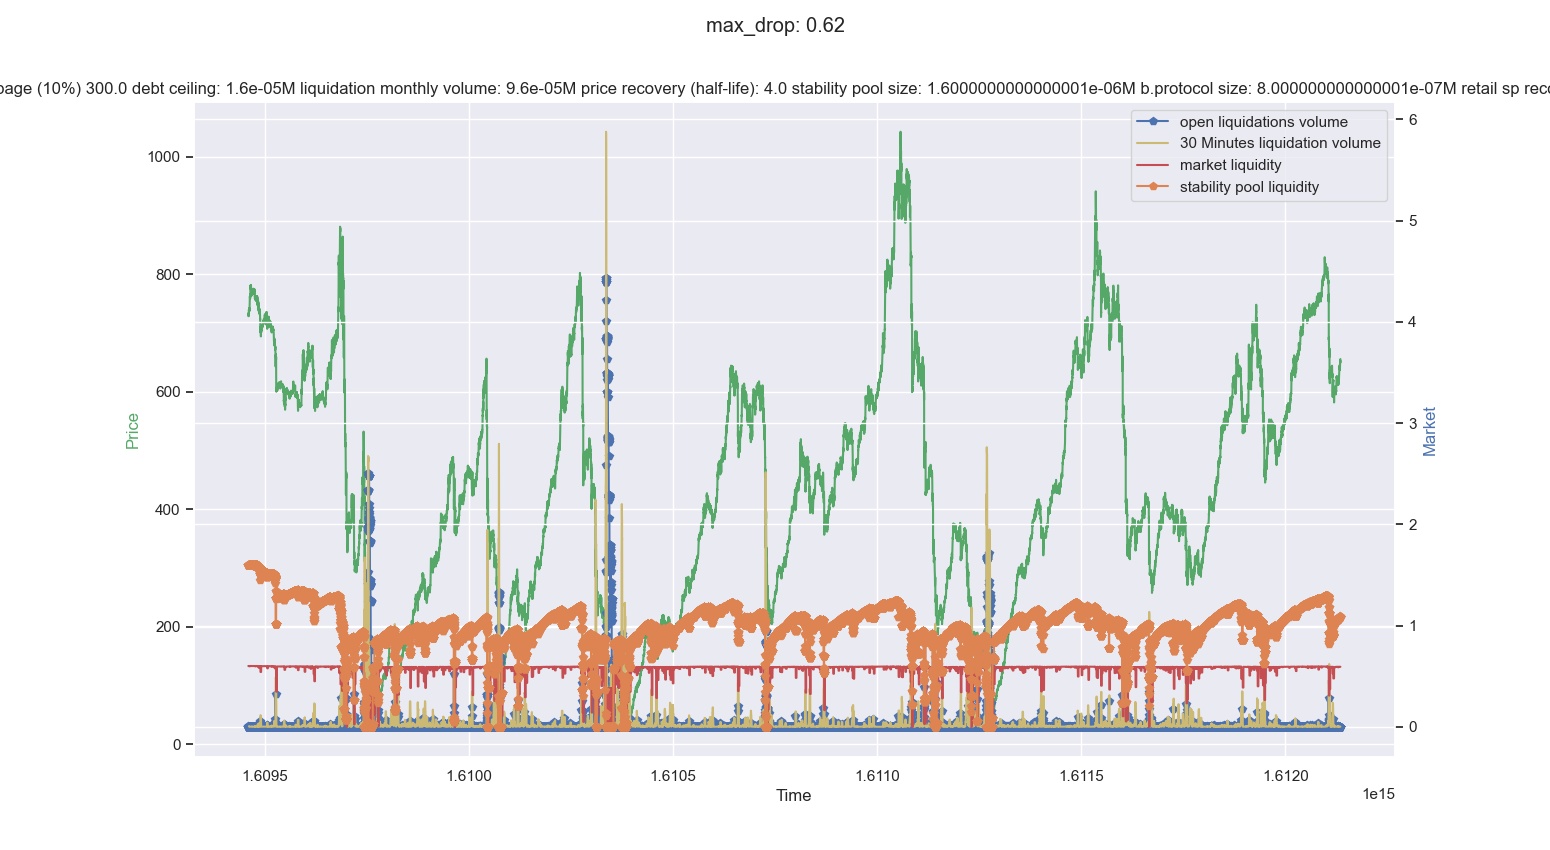 max_drop: 0.62
(10%) 300.0 debt ceiling: 1.6e-05M liquidation monthly volume: 9.6e-05M price recovery (half-life): 4.0 stability pool size: 1.6000000000000001e-06M b.protocol size: 8.000000000000001e-07M retail sp
open liquidations volume
30 Minutes liquidation volume
market liquidity
stability pool liquidity
Price
1000
800
600
400
200
0
6
5
4
3
2
1
0
Market
1.6095 1.6100 1.6105 1.6110 1.6115 1.6120
Time
1e15